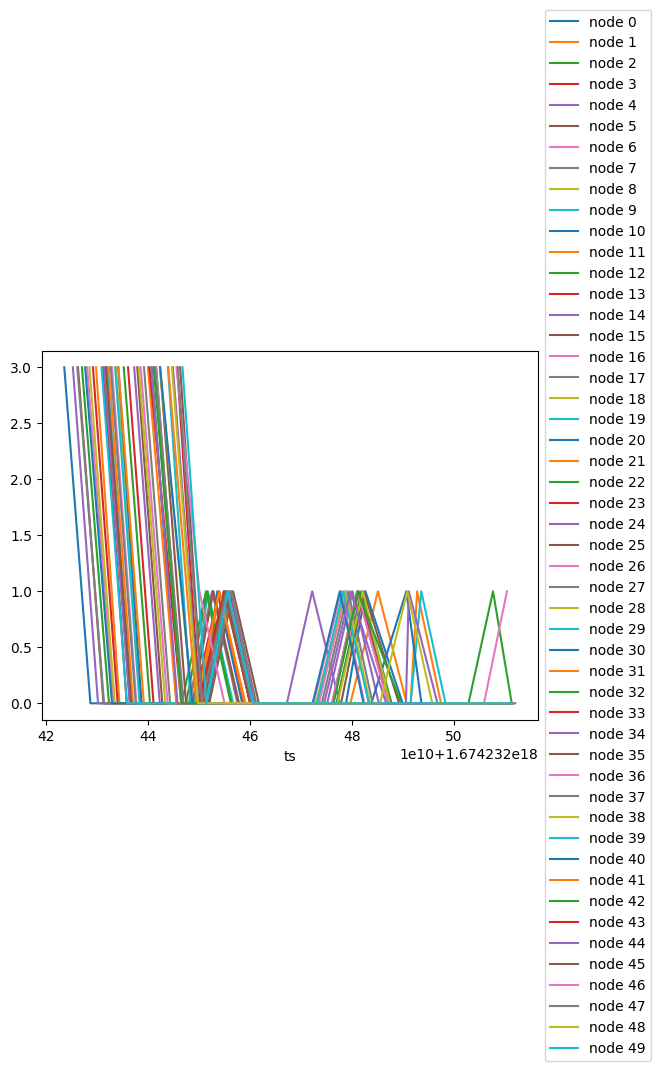 3.0
2.5
2.0
1.5
1.0
0.5
0.0
42
44
46
48
50
ts
1e10+1.674232e18
node 0
node 1
node 2
node 3
node 4
node 5
node 6
node 7
node 8
node 9
node 10
node 11
node 12
node 13
node 14
node 15
node 16
node 17
node 18
node 19
node 20
node 21
node 22
node 23
node 24
node 25
node 26
node 27
node 28
node 29
node 30
node 31
node 32
node 33
node 34
node 35
node 36
node 37
node 38
node 39
node 40
node 41
node 42
node 43
node 44
node 45
node 46
node 47
node 48
node 49